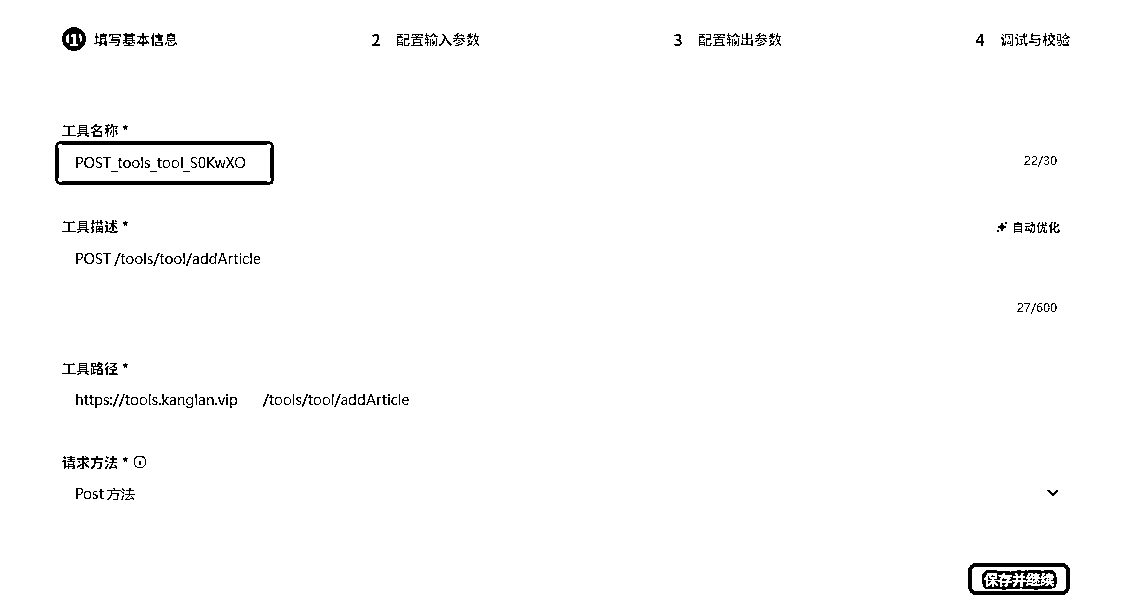 1 填写基本信息 2 配置输入参数 3 配置输出参数 4 调试与校验
工具名称 *
POST_tools_tool_S0KwXO 22/30
工具描述 * 自动优化
POST /tools/tool/addArticle
27/600
工具路径 *
https://tools.kangian.vip /tools/tool/addArticle
请求方法 *
Post 方法
保存并继续